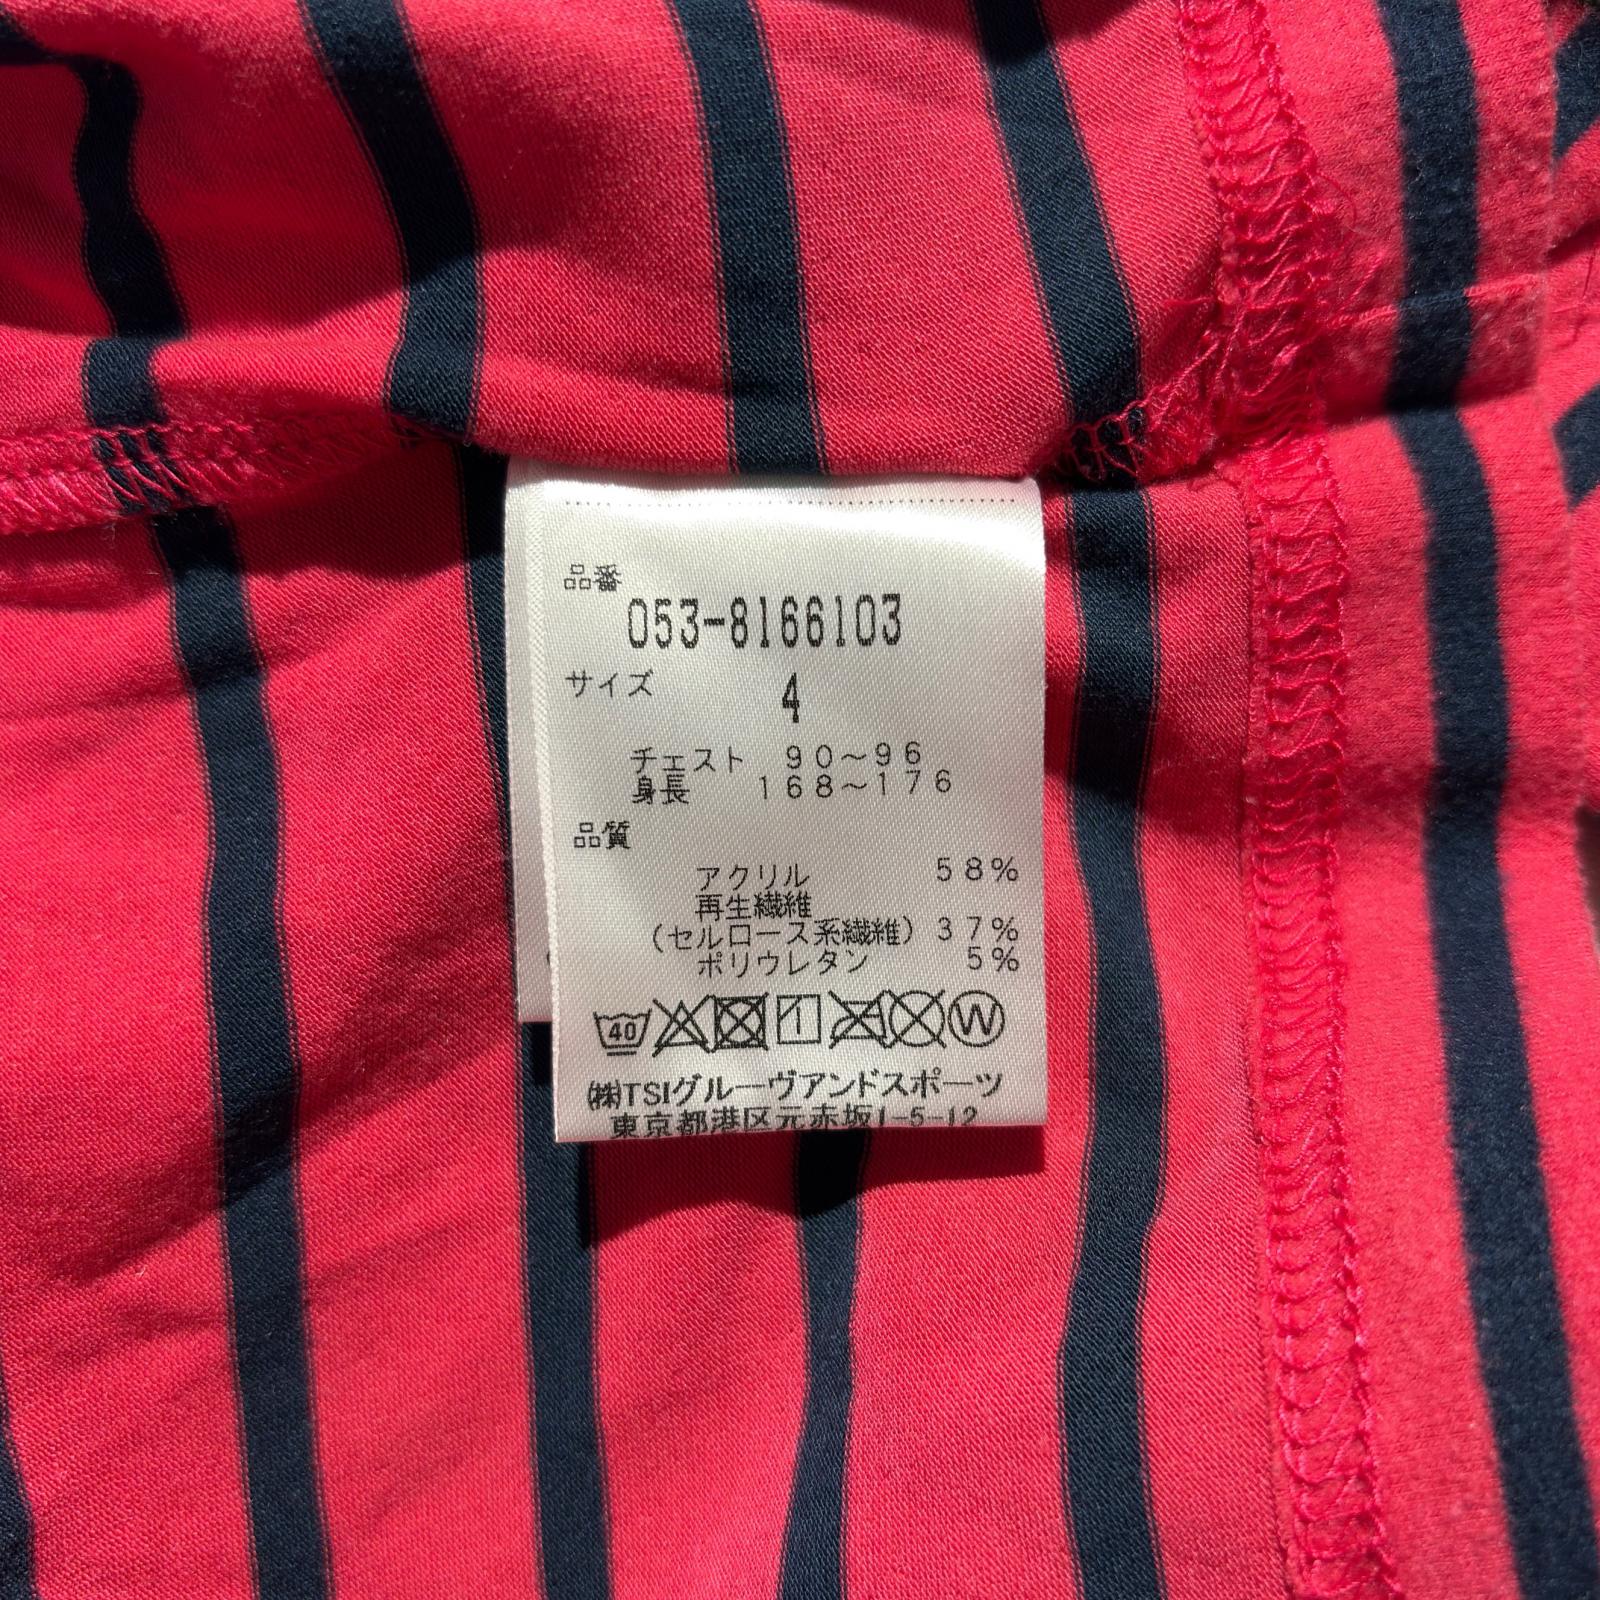 品番
053-8166103
サイズ 4
チェスト 90～96
身長 168～176
品質
アクリル 58%
再生繊維
(セルロース系繊維) 37%
ポリウレタン 5%
40 W
㈱TSIグルーヴアンドスポーツ
東京都港区元赤坂1-5-12